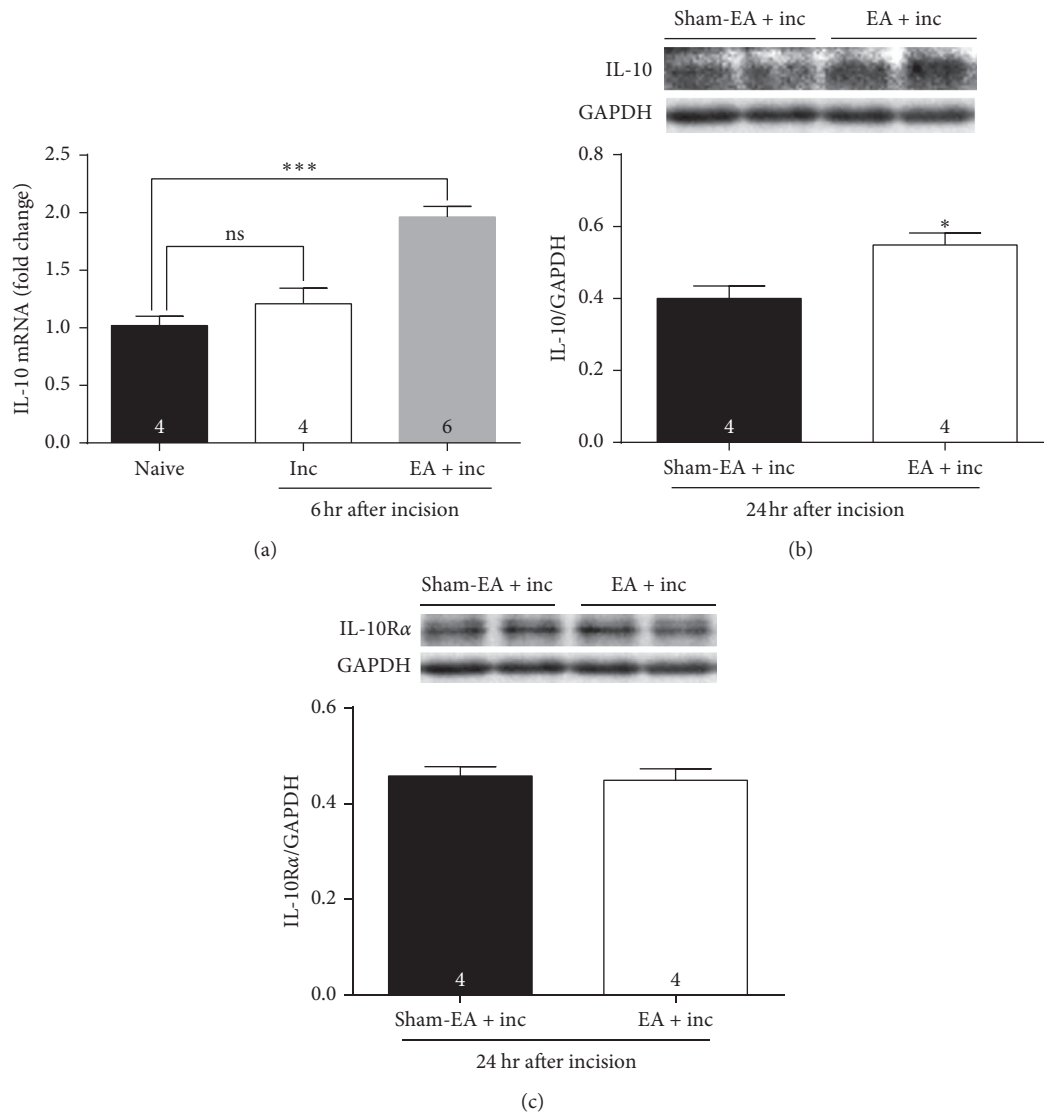 Sham-EA + inc EA + inc
IL-10
GAPDH
2.5
2.0
1.5
1.0
0.5
0.0
IL-10 mRNA (fold change)
***
ns
4 4 6
Naive Inc EA + inc
6 hr after incision
(a)
0.8
0.6
0.4
0.2
0.0
IL-10/GAPDH
*
4 4
Sham-EA + inc EA + inc
24 hr after incision
(b)
Sham-EA + inc EA + inc
IL-10Rα
GAPDH
0.6
0.4
0.2
0.0
IL-10Rα/GAPDH
4 4
Sham-EA + inc EA + inc
24 hr after incision
(c)